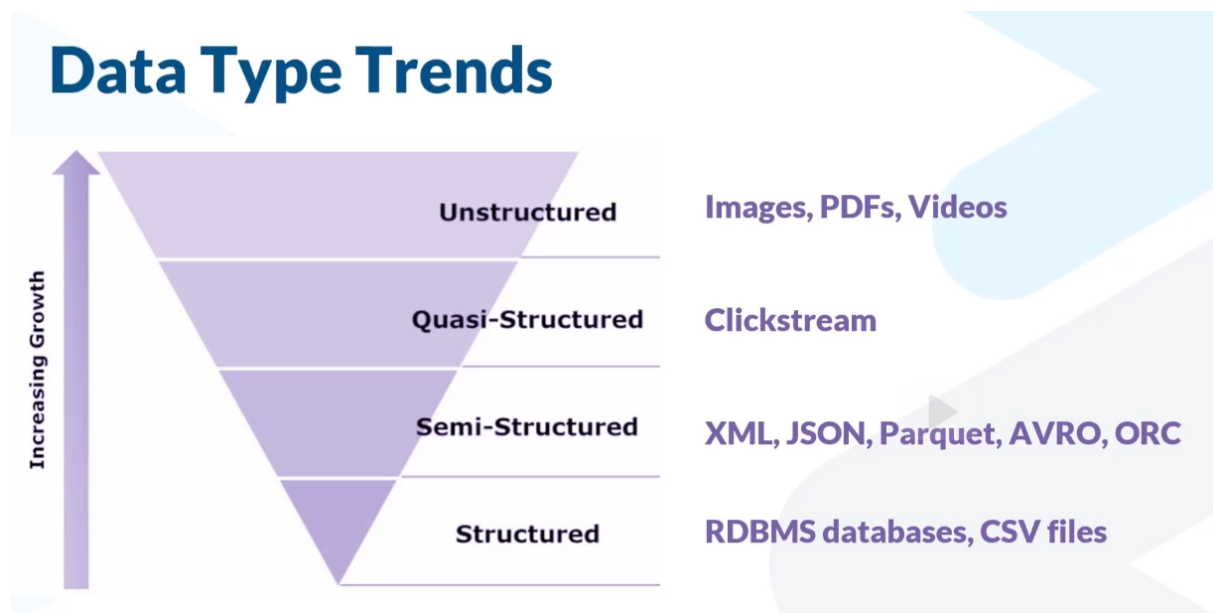 Data Type Trends
Increasing Growth
Unstructured
Images, PDFs, Videos
Quasi-Structured
Clickstream
Semi-Structured
XML, JSON, Parquet, AVRO, ORC
Structured
RDBMS databases, CSV files